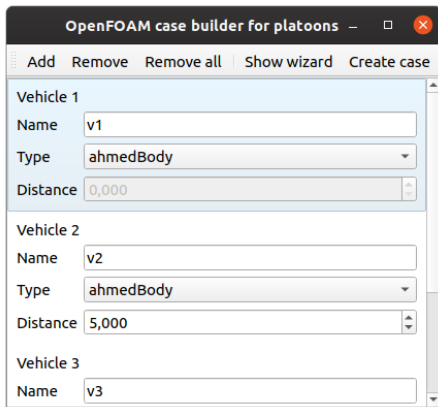 OpenFOAM case builder for platoons
Add Remove Remove all Show wizard Create case
Vehicle 1
Name v1
Type ahmedBody
Distance 0,000
Vehicle 2
Name v2
Type ahmedBody
Distance 5,000
Vehicle 3
Name v3